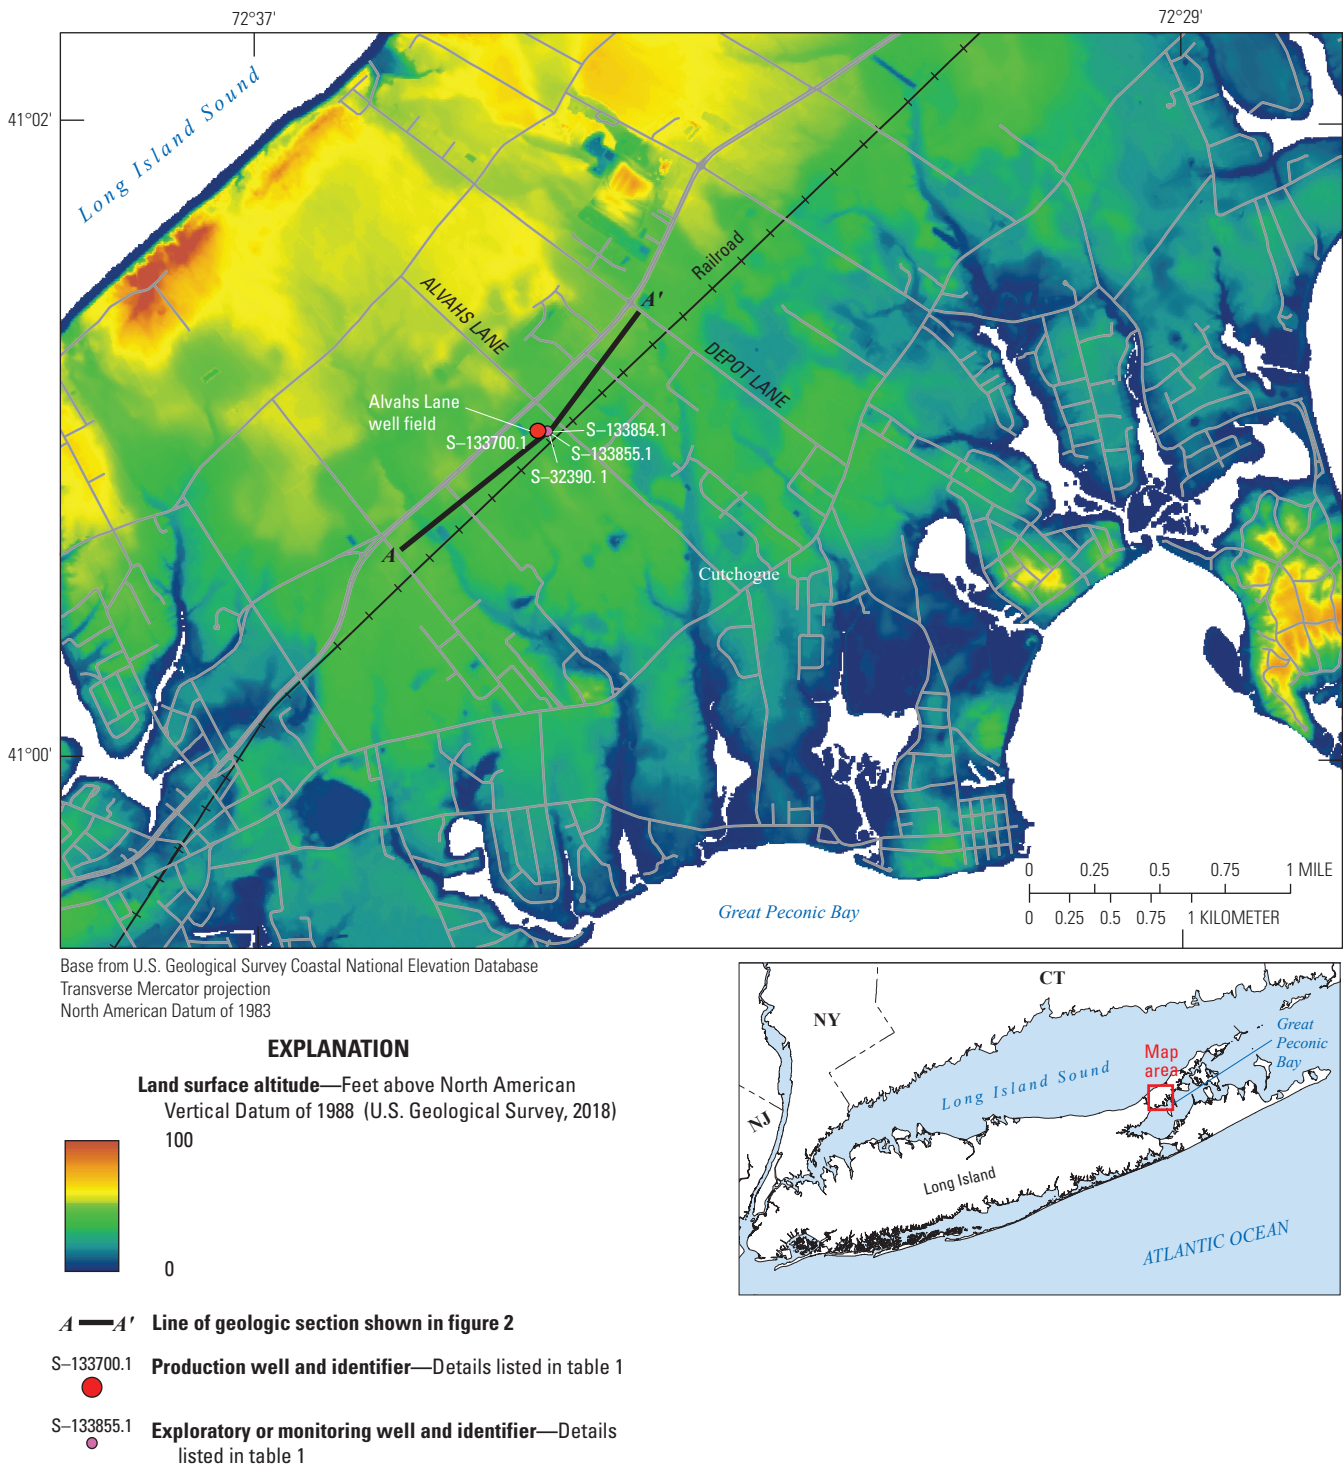 72°37'
72°29'
41°02'
Long Island Sound
Railroad
ALVAHS LANE
A'
DEPOT LANE
Alvahs Lane
well field
S–133700.1
S–133854.1
S–133855.1
S–32390. 1
A
Cutchogue
41°00'
0 0.25 0.5 0.75 1 MILE
0 0.25 0.5 0.75 1 KILOMETER
Great Peconic Bay
Base from U.S. Geological Survey Coastal National Elevation Database
Transverse Mercator projection
North American Datum of 1983
EXPLANATION
Land surface altitude—Feet above North American
Vertical Datum of 1988 (U.S. Geological Survey, 2018)
100
0
A A' Line of geologic section shown in figure 2
S–133700.1
Production well and identifier—Details listed in table 1
S–133855.1
Exploratory or monitoring well and identifier—Details
listed in table 1
CT
NY
NJ
Map
area
Great
Peconic
Bay
Long Island Sound
Long Island
ATLANTIC OCEAN